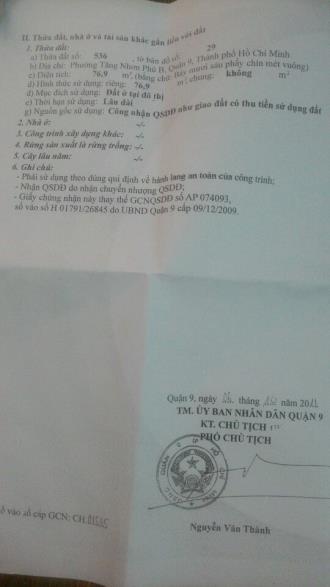 II. Thửa đất, nhà ở và tài sản khác gắn liền với đất
1. Thửa đất:
a) Thửa đất số: 536 , tờ bản đồ số: 29
b) Địa chỉ: Phường Tăng Nhơn Phú B, Quận 9, Thành phố Hồ Chí Minh
c) Diện tích: 76,9 m², (bằng chữ: Bảy mươi sáu phẩy chín mét vuông)
d) Hình thức sử dụng: riêng: 76,9 m², chung: không m²
đ) Mục đích sử dụng: Đất ở tại đô thị
e) Thời hạn sử dụng: Lâu dài
g) Nguồn gốc sử dụng: Công nhận QSDĐ như giao đất có thu tiền sử dụng đất
2. Nhà ở: -/-
3. Công trình xây dựng khác: -/-
4. Rừng sản xuất là rừng trồng: -/-
5. Cây lâu năm: -/-
6. Ghi chú:
- Phải sử dụng theo đúng qui định về hành lang an toàn của công trình;
- Nhận QSDĐ do nhận chuyển nhượng QSDĐ;
- Giấy chứng nhận này thay thế GCNQSDĐ số AP 074093,
số vào sổ H 01791/26845 do UBND Quận 9 cấp 09/12/2009.
Quận 9, ngày tháng năm 201
TM. ỦY BAN NHÂN DÂN QUẬN 9
KT. CHỦ TỊCH
PHÓ CHỦ TỊCH
Nguyễn Văn Thành
ố vào sổ cấp GCN: CH